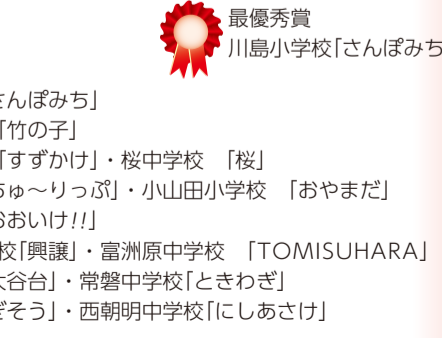 最優秀賞
川島小学校「さんぽみち
さんぽみち」
「竹の子」
「すずかけ」・桜中学校　「桜」
ちゅ〜りっぷ」・小山田小学校　「おやまだ」
おおいけ!!」
校「興譲」・富洲原中学校　「TOMISUHARA」
大谷台」・常磐中学校「ときわぎ」
ぎそう」・西朝明中学校「にしあさけ」